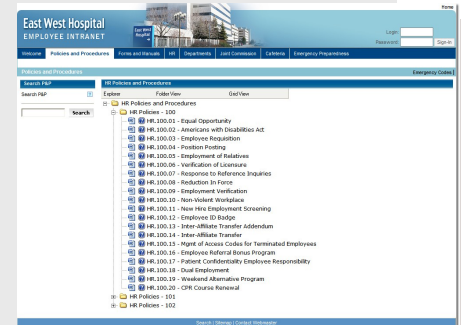 Home
East West Hospital
EMPLOYEE INTRANET
East West
Hospital
Login:
Password:
Sign-In
Welcome
Policies and Procedures
Forms and Manuals
HR
Departments
Joint Commission
Cafeteria
Emergency Preparedness
Policies and Procedures
Emergency Codes |
Search P&P
HR Policies and Procedures
Search P&P
Explorer
Folder View
Grid View
Search
HR Policies and Procedures
HR Policies - 100
HR.100.01 - Equal Opportunity
HR.100.02 - Americans with Disabilities Act
HR.100.03 - Employee Requisition
HR.100.04 - Position Posting
HR.100.05 - Employment of Relatives
HR.100.06 - Verification of Licensure
HR.100.07 - Response to Reference Inquiries
HR.100.08 - Reduction In Force
HR.100.09 - Employment Verification
HR.100.10 - Non-Violent Workplace
HR.100.11 - New Hire Employment Screening
HR.100.12 - Employee ID Badge
HR.100.13 - Inter-Affiliate Transfer Addendum
HR.100.14 - Inter-Affiliate Transfer
HR.100.15 - Mgmt of Access Codes for Terminated Employees
HR.100.16 - Employee Referral Bonus Program
HR.100.17 - Patient Confidentiality Employee Responsibility
HR.100.18 - Dual Employment
HR.100.19 - Weekend Alternative Program
HR.100.20 - CPR Course Renewal
HR Policies - 101
HR Policies - 102
Search | Sitemap | Contact Webmaster